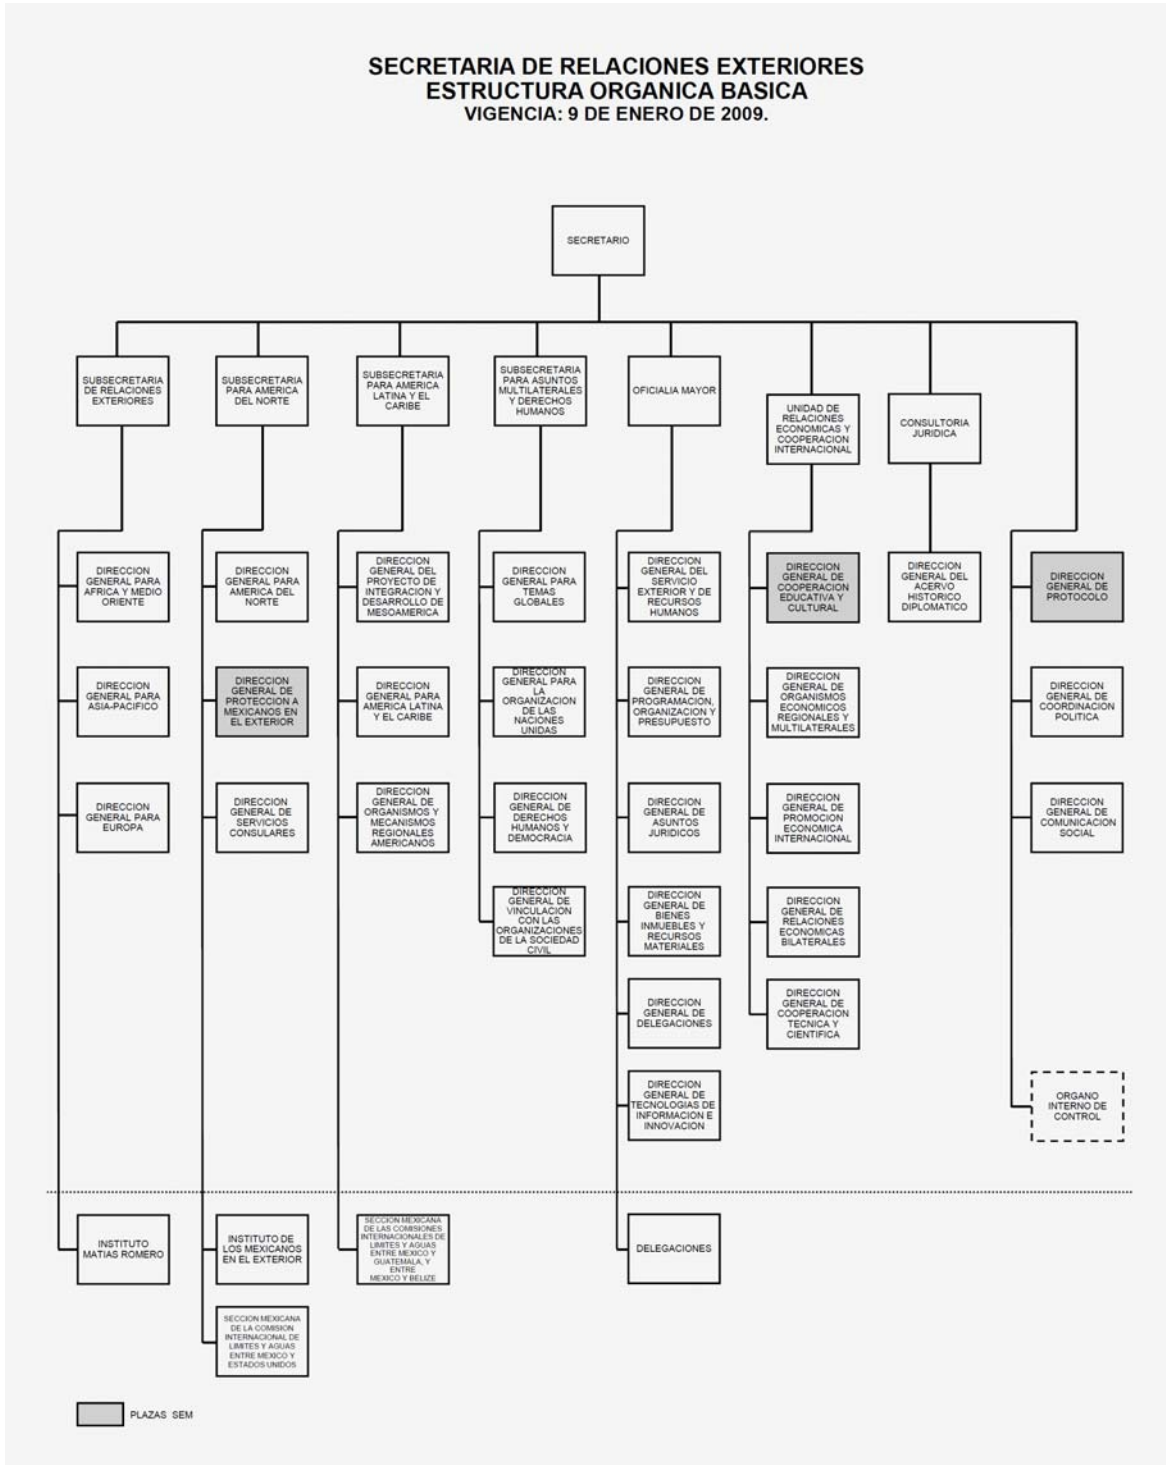 SECRETARIA DE RELACIONES EXTERIORES
ESTRUCTURA ORGANICA BASICA
VIGENCIA: 9 DE ENERO DE 2009.
SECRETARIO
SUBSECRETARIA
DE RELACIONES
EXTERIORES
SUBSECRETARIA
PARA AMERICA
DEL NORTE
SUBSECRETARIA
PARA AMERICA
LATINA Y EL
CARIBE
SUBSECRETARIA
PARA ASUNTOS
MULTILATERALES
Y DERECHOS
HUMANOS
OFICIALIA MAYOR
UNIDAD DE
RELACIONES
ECONOMICAS Y
COOPERACION
INTERNACIONAL
CONSULTORIA
JURIDICA
DIRECCION
GENERAL PARA
AFRICA Y MEDIO
ORIENTE
DIRECCION
GENERAL PARA
AMERICA DEL
NORTE
DIRECCION
GENERAL DEL
PROYECTO DE
INTEGRACION Y
DESARROLLO DE
MESOAMERICA
DIRECCION
GENERAL PARA
TEMAS
GLOBALES
DIRECCION
GENERAL DEL
SERVICIO
EXTERIOR Y DE
RECURSOS
HUMANOS
DIRECCION
GENERAL DE
COOPERACION
EDUCATIVA Y
CULTURAL
DIRECCION
GENERAL DEL
ACERVO
HISTORICO
DIPLOMATICO
DIRECCION
GENERAL DE
PROTOCOLO
DIRECCION
GENERAL PARA
ASIA-PACIFICO
DIRECCION
GENERAL DE
PROTECCION A
MEXICANOS EN
EL EXTERIOR
DIRECCION
GENERAL PARA
AMERICA LATINA
Y EL CARIBE
DIRECCION
GENERAL PARA
LA
ORGANIZACION
DE LAS
NACIONES
UNIDAS
DIRECCION
GENERAL DE
PROGRAMACION,
ORGANIZACION Y
PRESUPUESTO
DIRECCION
GENERAL DE
ORGANISMOS
ECONOMICOS
REGIONALES Y
MULTILATERALES
DIRECCION
GENERAL DE
COORDINACION
POLITICA
DIRECCION
GENERAL PARA
EUROPA
DIRECCION
GENERAL DE
SERVICIOS
CONSULARES
DIRECCION
GENERAL DE
ORGANISMOS Y
MECANISMOS
REGIONALES
AMERICANOS
DIRECCION
GENERAL DE
DERECHOS
HUMANOS Y
DEMOCRACIA
DIRECCION
GENERAL DE
ASUNTOS
JURIDICOS
DIRECCION
GENERAL DE
PROMOCION
ECONOMICA
INTERNACIONAL
DIRECCION
GENERAL DE
COMUNICACION
SOCIAL
DIRECCION
GENERAL DE
VINCULACION
CON LAS
ORGANIZACIONES
DE LA SOCIEDAD
CIVIL
DIRECCION
GENERAL DE
BIENES
INMUEBLES Y
RECURSOS
MATERIALES
DIRECCION
GENERAL DE
RELACIONES
ECONOMICAS
BILATERALES
DIRECCION
GENERAL DE
DELEGACIONES
DIRECCION
GENERAL DE
COOPERACION
TECNICA Y
CIENTIFICA
DIRECCION
GENERAL DE
TECNOLOGIAS DE
INFORMACION E
INNOVACION
ORGANO
INTERNO DE
CONTROL
INSTITUTO
MATIAS ROMERO
INSTITUTO DE
LOS MEXICANOS
EN EL EXTERIOR
SECCION MEXICANA
DE LAS COMISIONES
INTERNACIONALES DE
LIMITES Y AGUAS
ENTRE MEXICO Y
GUATEMALA, Y
ENTRE
MEXICO Y BELIZE
DELEGACIONES
SECCION MEXICANA
DE LA COMISION
INTERNACIONAL DE
LIMITES Y AGUAS
ENTRE MEXICO Y
ESTADOS UNIDOS
PLAZAS SEM